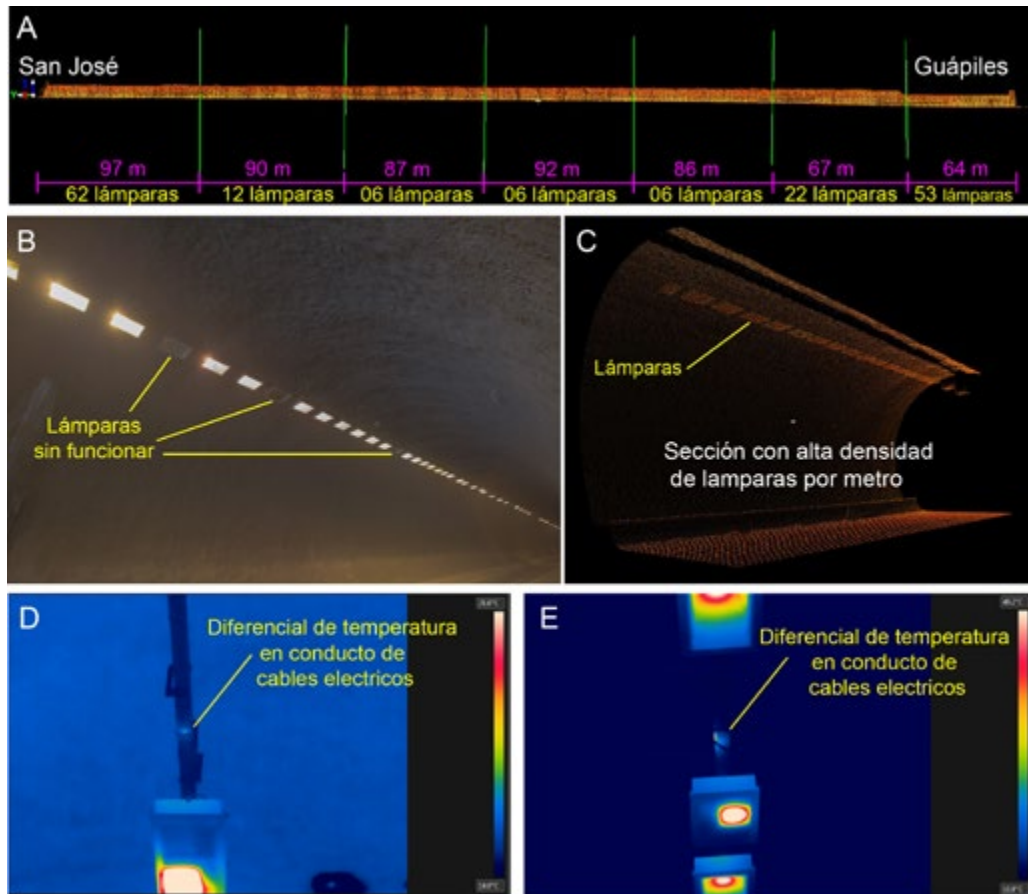 A
San José
Guápiles
97 m
90 m
87 m
92 m
86 m
67 m
64 m
62 lámparas
12 lámparas
06 lámparas
06 lámparas
06 lámparas
22 lámparas
53 lámparas
B
Lámparas
sin funcionar
C
Lámparas
Sección con alta densidad
de lamparas por metro
D
Diferencial de temperatura
en conducto de
cables electricos
E
Diferencial de temperatura
en conducto de
cables electricos